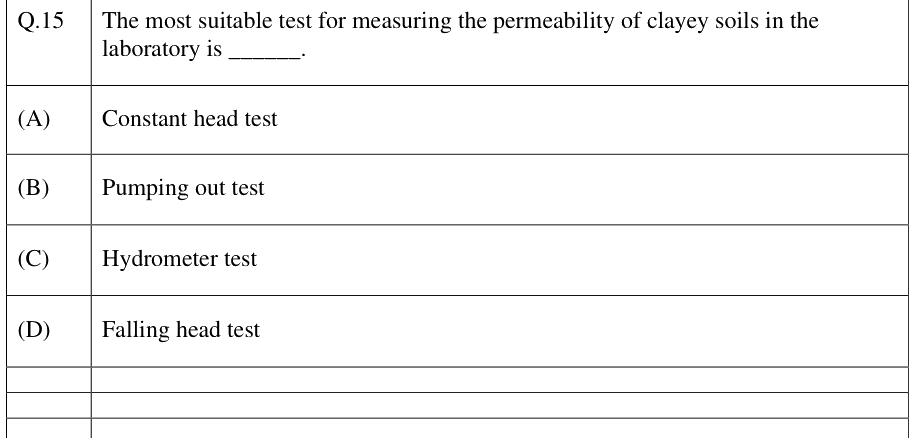 Q.15 The most suitable test for measuring the permeability of clayey soils in the
laboratory is ______.
(A) Constant head test
(B) Pumping out test
(C) Hydrometer test
(D) Falling head test